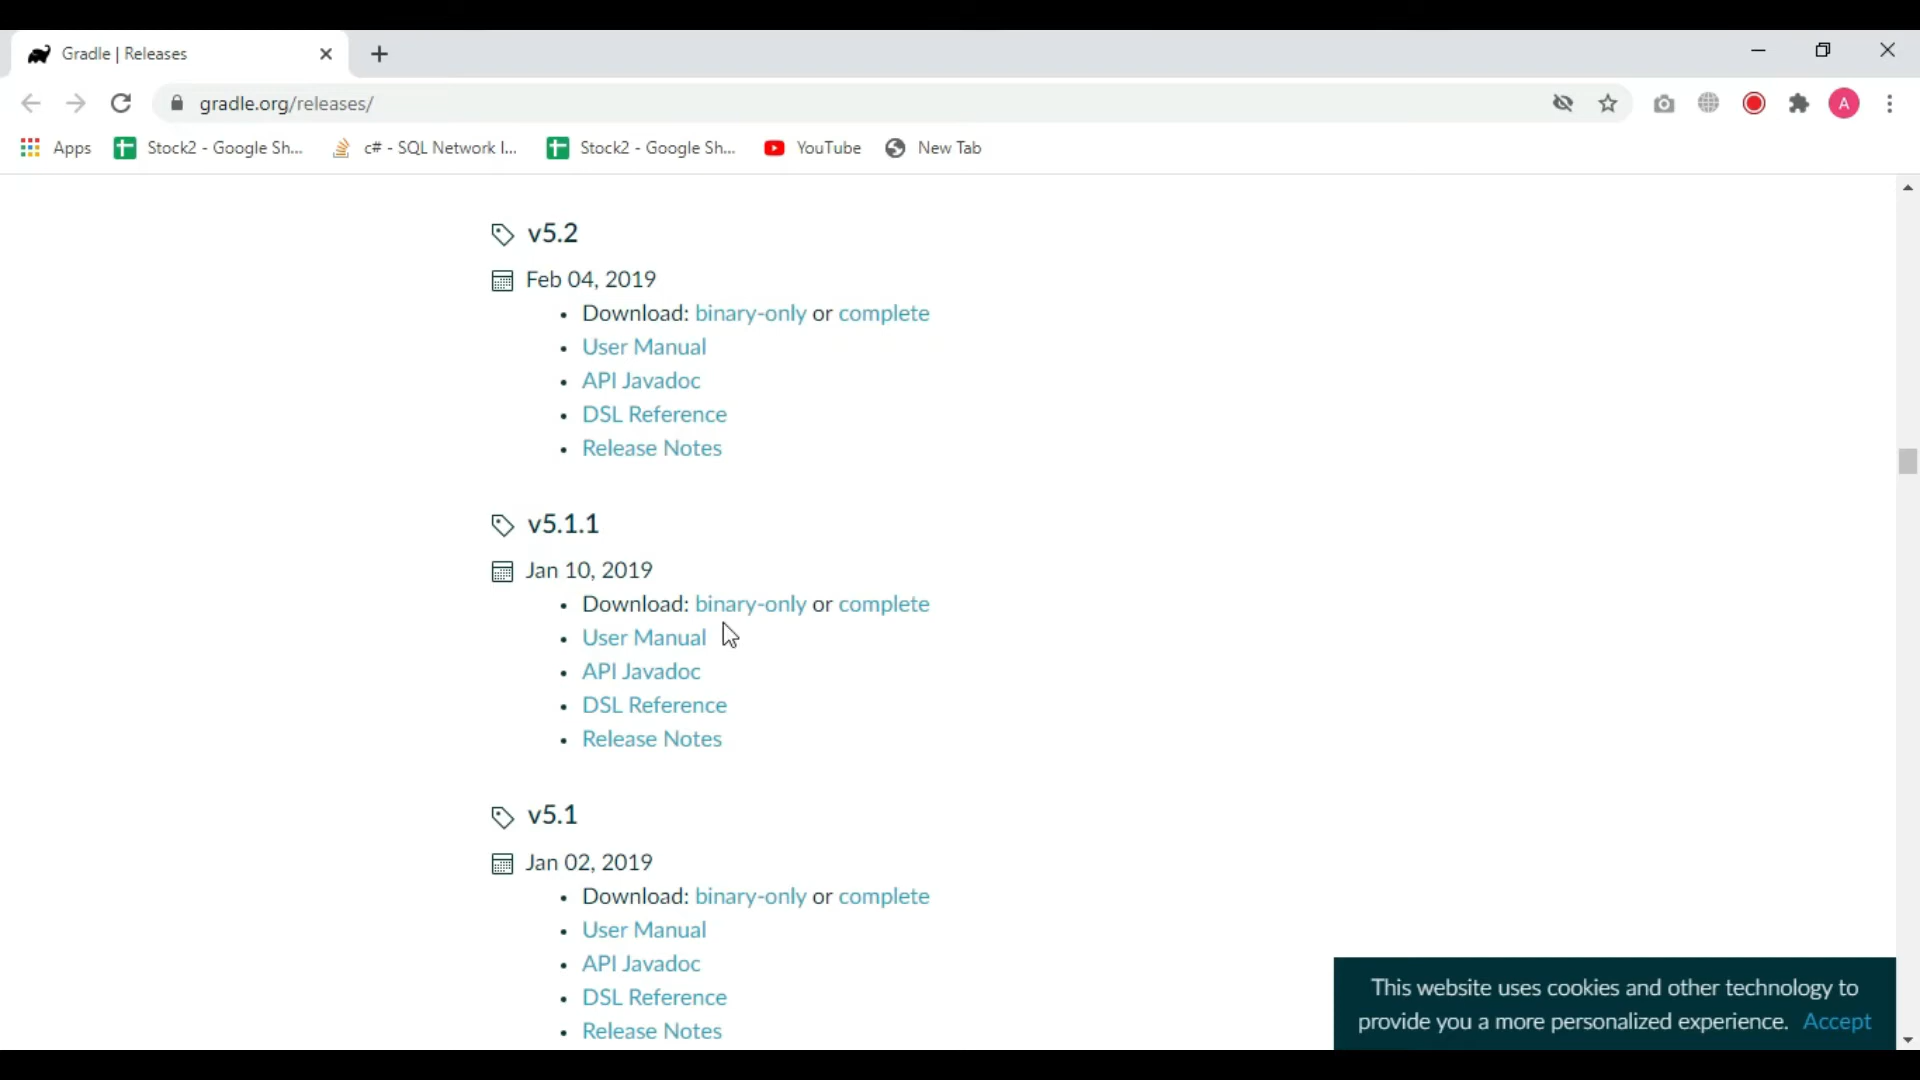 Gradle | Releases
gradle.org/releases/
A
Apps
Stock2 - Google Sh...
c# - SQL Network I...
Stock2 - Google Sh...
YouTube
New Tab
v5.2
Feb 04, 2019
• Download: binary-only or complete
• User Manual
• API Javadoc
• DSL Reference
• Release Notes
v5.1.1
Jan 10, 2019
• Download: binary-only or complete
• User Manual
• API Javadoc
• DSL Reference
• Release Notes
v5.1
Jan 02, 2019
• Download: binary-only or complete
• User Manual
• API Javadoc
• DSL Reference
• Release Notes
This website uses cookies and other technology to
provide you a more personalized experience. Accept